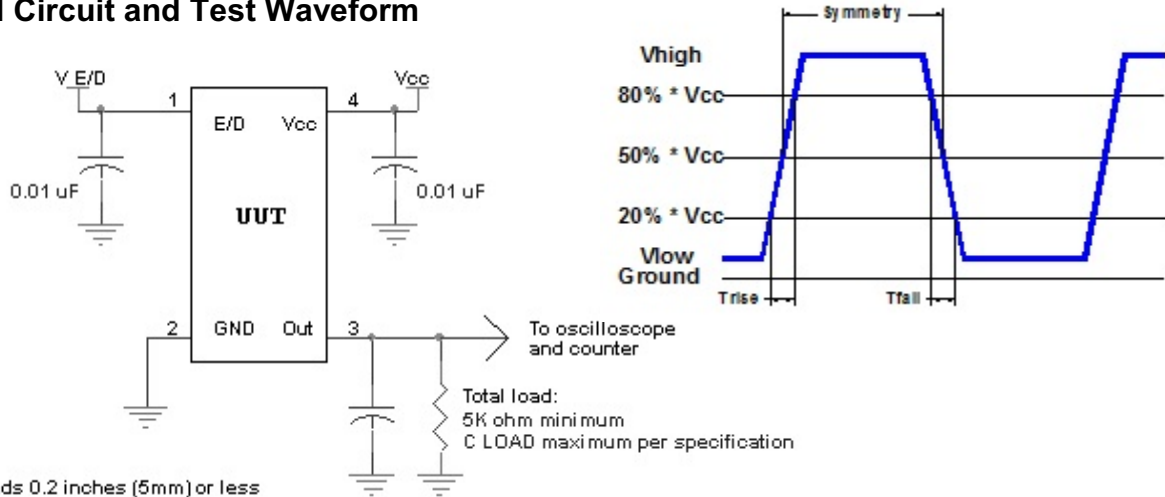 Circuit and Test Waveform
V E/D
Vcc
1
4
E/D
Vcc
0.01 uF
0.01 uF
UUT
2
GND
Out
3
To oscilloscope
and counter
Total load:
5K ohm minimum
C LOAD maximum per specification
0.2 inches (5mm) or less
Symmetry
Vhigh
80% * Vcc
50% * Vcc
20% * Vcc
Vlow
Ground
Trise
Tfall